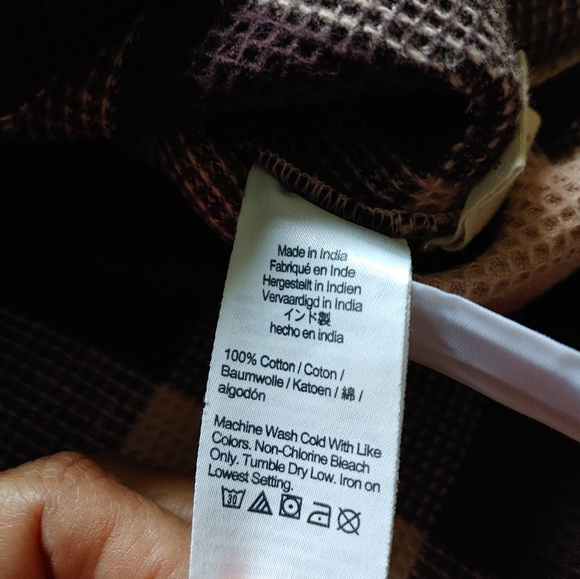 Made in India
Fabriqué en Inde
Hergestellt in Indien
Vervaardigd in India
インド製
hecho en india
100% Cotton / Coton /
Baumwolle / Katoen / 綿 /
algodón
Machine Wash Cold With Like
Colors. Non-Chlorine Bleach
Only. Tumble Dry Low. Iron on
Lowest Setting.
30